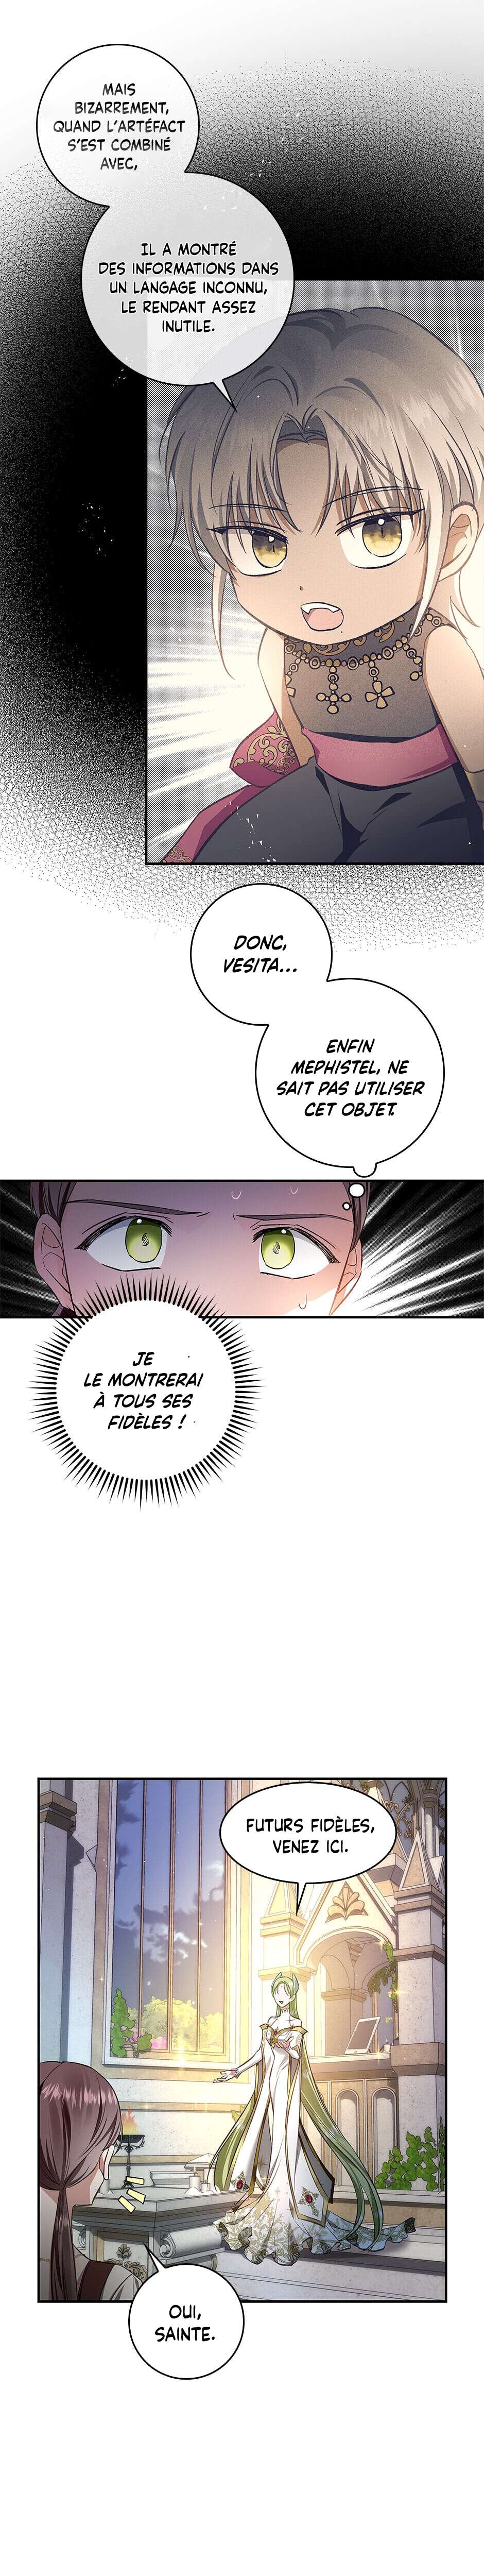 MAIS
BIZARREMENT,
QUAND L'ARTÉFACT
S'EST COMBINÉ
AVEC,
IL A MONTRÉ
DES INFORMATIONS DANS
UN LANGAGE INCONNU,
LE RENDANT ASSEZ
INUTILE.
DONC,
VESITA...
ENFIN
MEPHISTEL, NE
SAIT PAS UTILISER
CET OBJET.
JE
LE MONTRERAI
À TOUS SES
FIDÈLES !
FUTURS FIDÈLES,
VENEZ ICI.
OUI,
SAINTE.